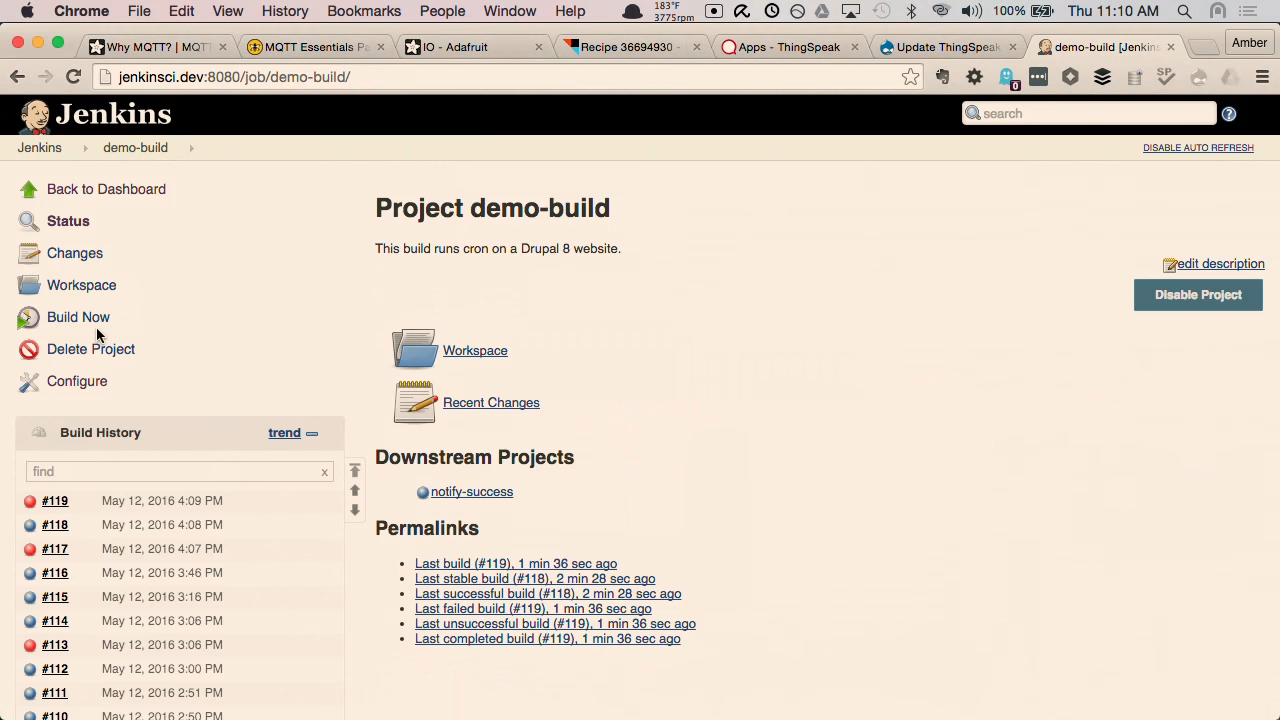 Chrome File Edit View History Bookmarks People Window Help 183°F 3775rpm 100% Thu 11:10 AM
Why MQTT? | MQTT MQTT Essentials Pa IO - Adafruit Recipe 36694930 - Apps - ThingSpeak Update ThingSpeak demo-build [Jenkins Amber
jenkinsci.dev:8080/job/demo-build/ 0 SP
Jenkins search ?
Jenkins demo-build DISABLE AUTO REFRESH
Back to Dashboard
Status
Changes
Workspace
Build Now
Delete Project
Configure
Build History trend
find x
#119 May 12, 2016 4:09 PM
#118 May 12, 2016 4:08 PM
#117 May 12, 2016 4:07 PM
#116 May 12, 2016 3:46 PM
#115 May 12, 2016 3:16 PM
#114 May 12, 2016 3:06 PM
#113 May 12, 2016 3:06 PM
#112 May 12, 2016 3:00 PM
#111 May 12, 2016 2:51 PM
#110 May 12, 2016 2:50 PM
Project demo-build
This build runs cron on a Drupal 8 website.
edit description
Disable Project
Workspace
Recent Changes
Downstream Projects
notify-success
Permalinks
Last build (#119), 1 min 36 sec ago
Last stable build (#118), 2 min 28 sec ago
Last successful build (#118), 2 min 28 sec ago
Last failed build (#119), 1 min 36 sec ago
Last unsuccessful build (#119), 1 min 36 sec ago
Last completed build (#119), 1 min 36 sec ago